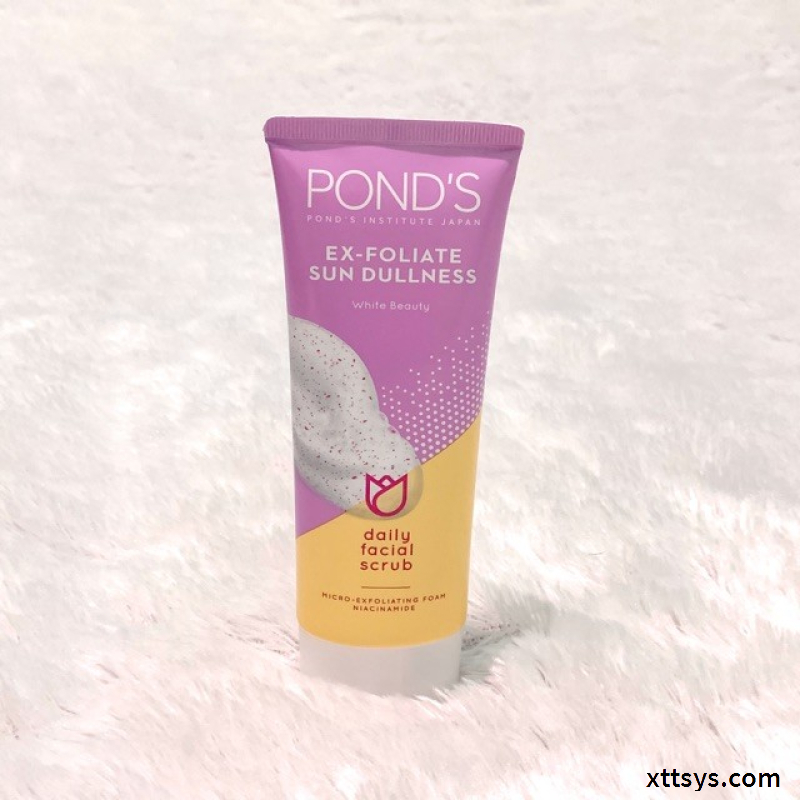 POND'S
POND'S INSTITUTE JAPAN
EX-FOLIATE
SUN DULLNESS
White Beauty
daily
facial
scrub
MICRO-EXFOLIATING FOAM
NIACINAMIDE
xttsys.com